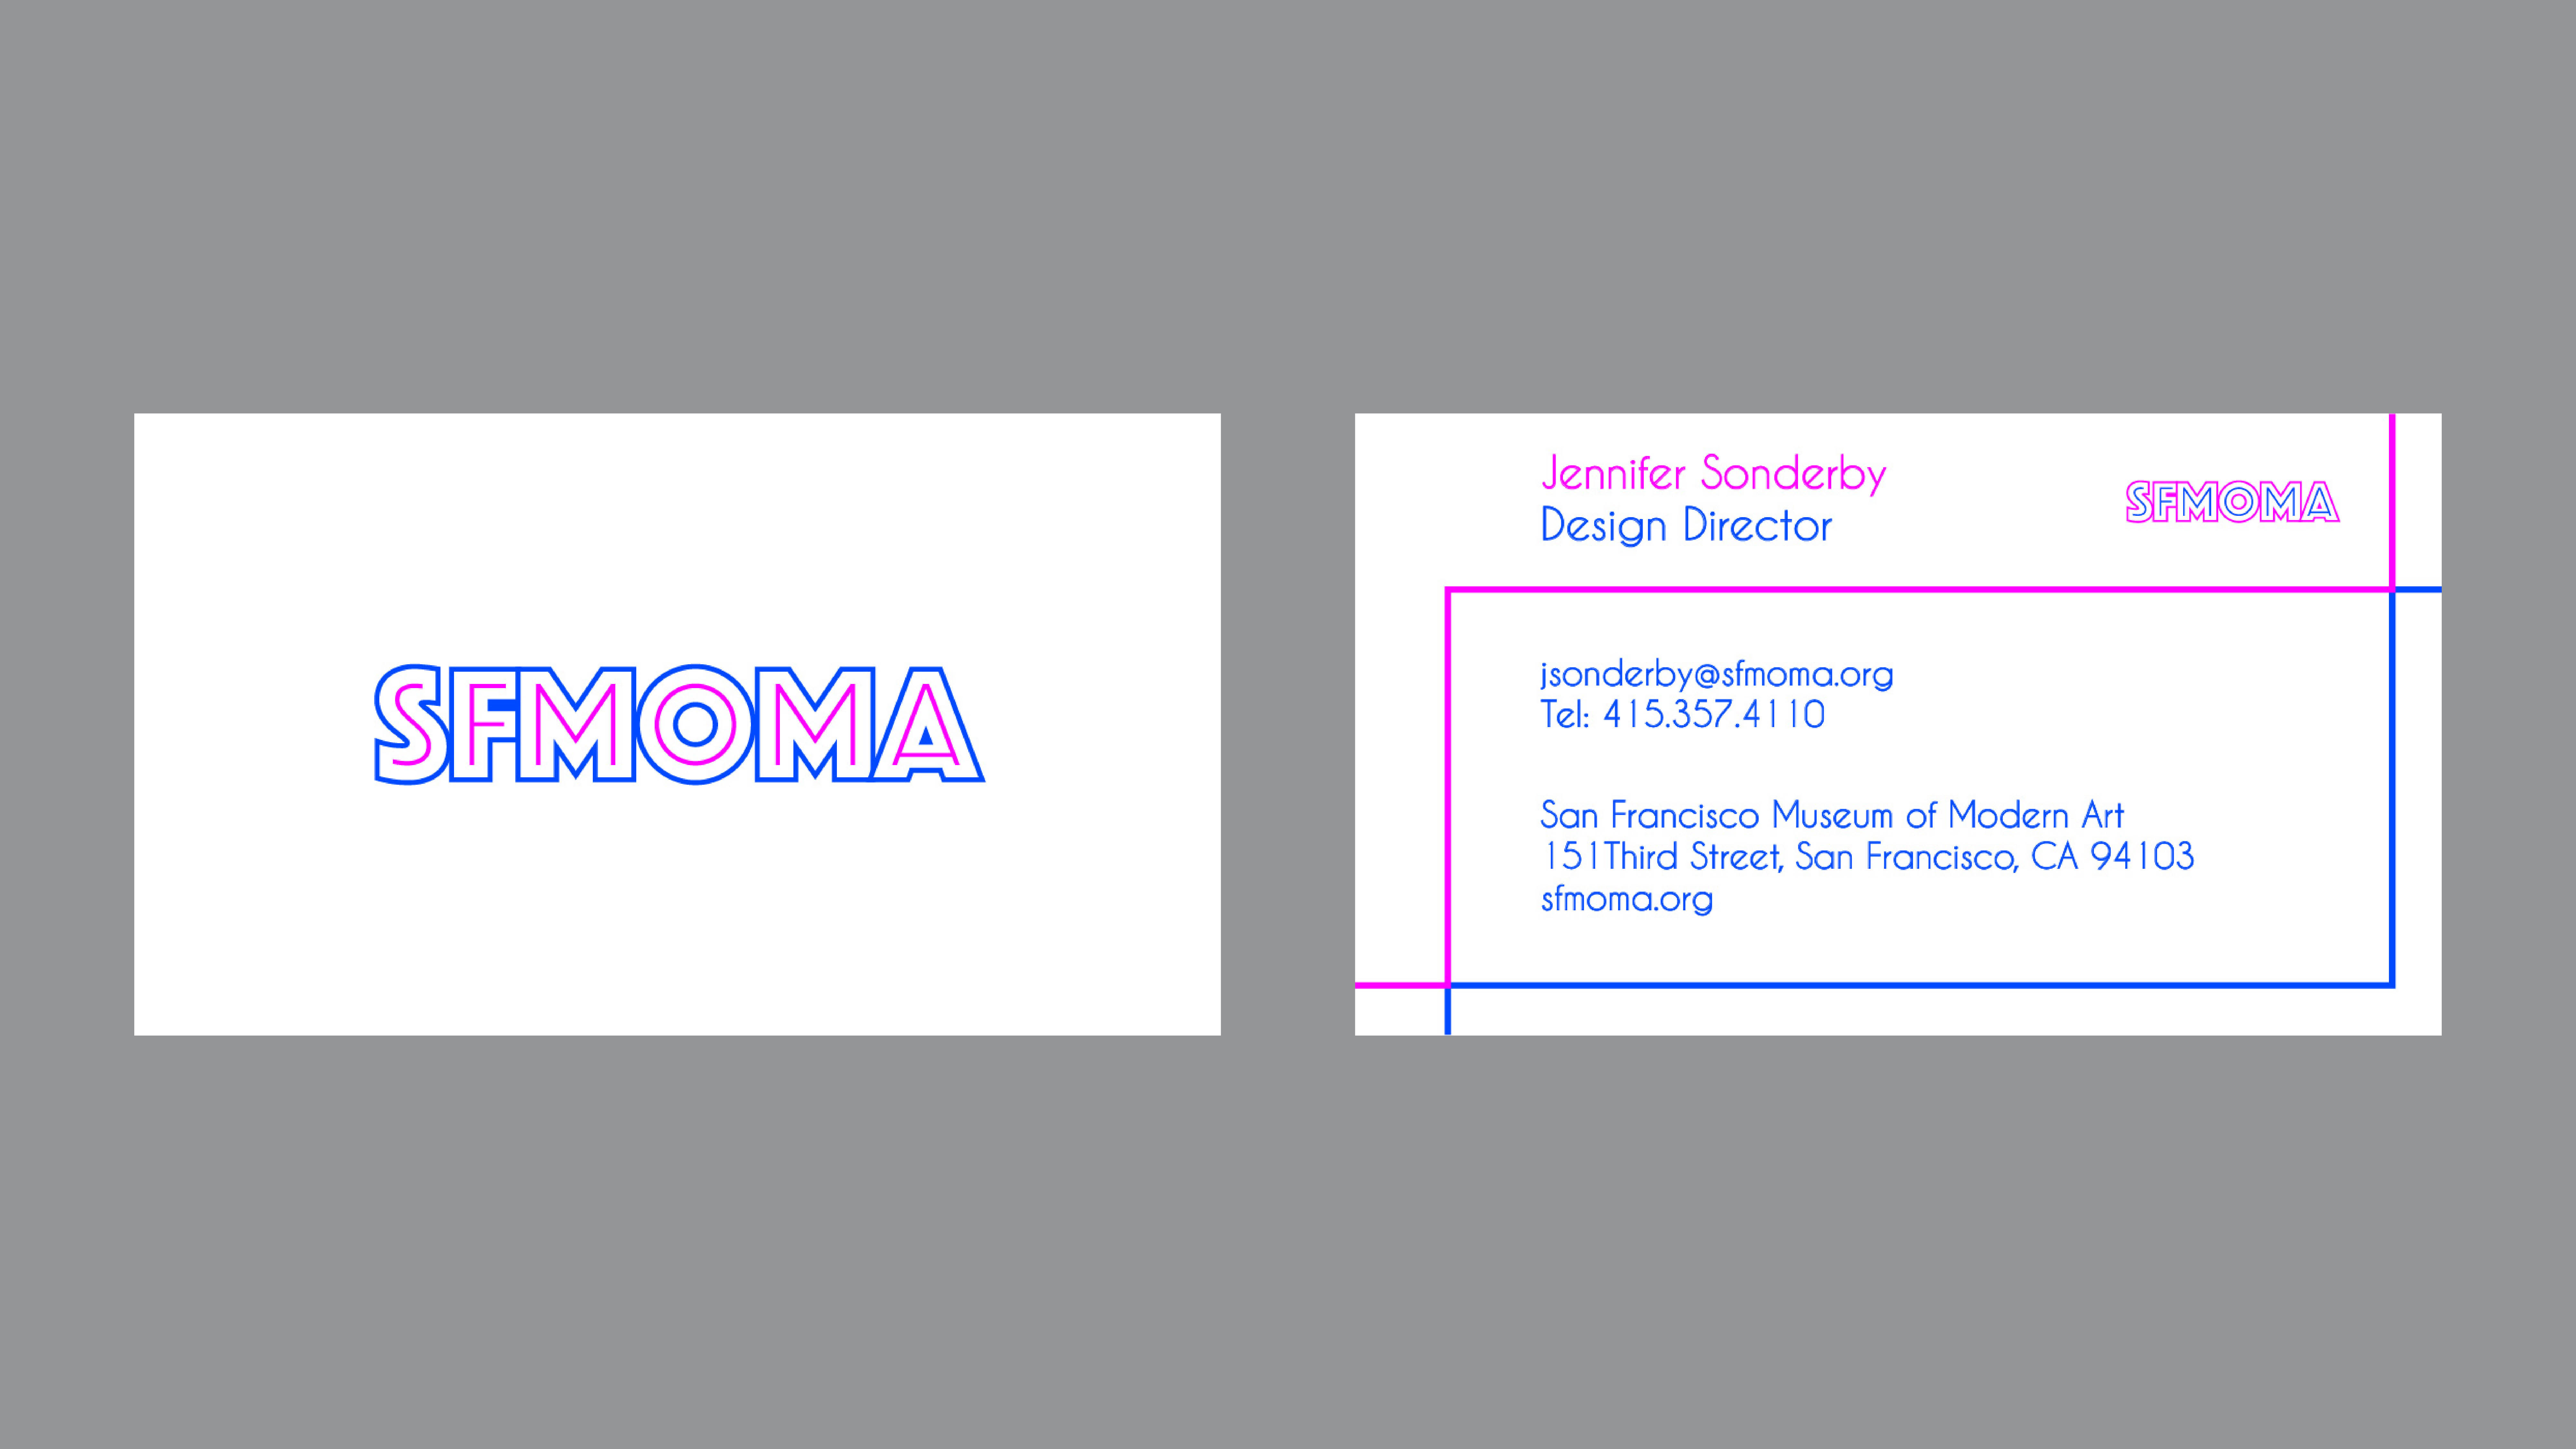 SFMOMA
Jennifer Sonderby
Design Director
SFMOMA
jsonderby@sfmoma.org
Tel: 415.357.4110
San Francisco Museum of Modern Art
151Third Street, San Francisco, CA 94103
sfmoma.org